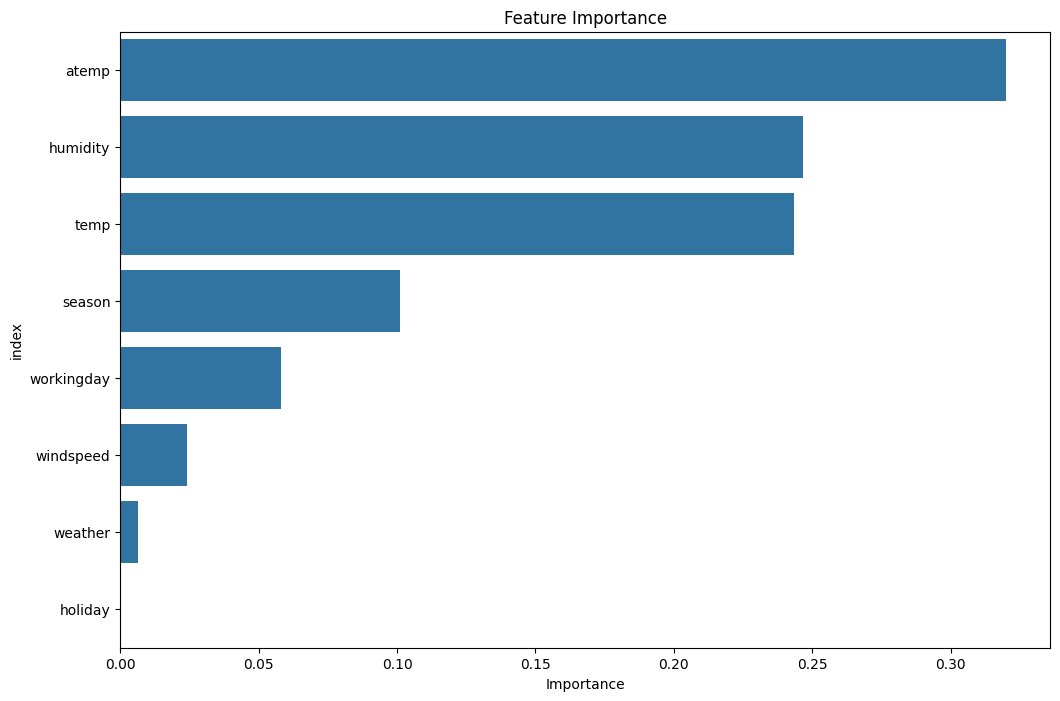 Feature Importance
atemp
humidity
temp
season
workingday
windspeed
weather
holiday
index
0.00 0.05 0.10 0.15 0.20 0.25 0.30
Importance